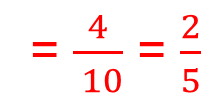 = 4/10 = 2/5